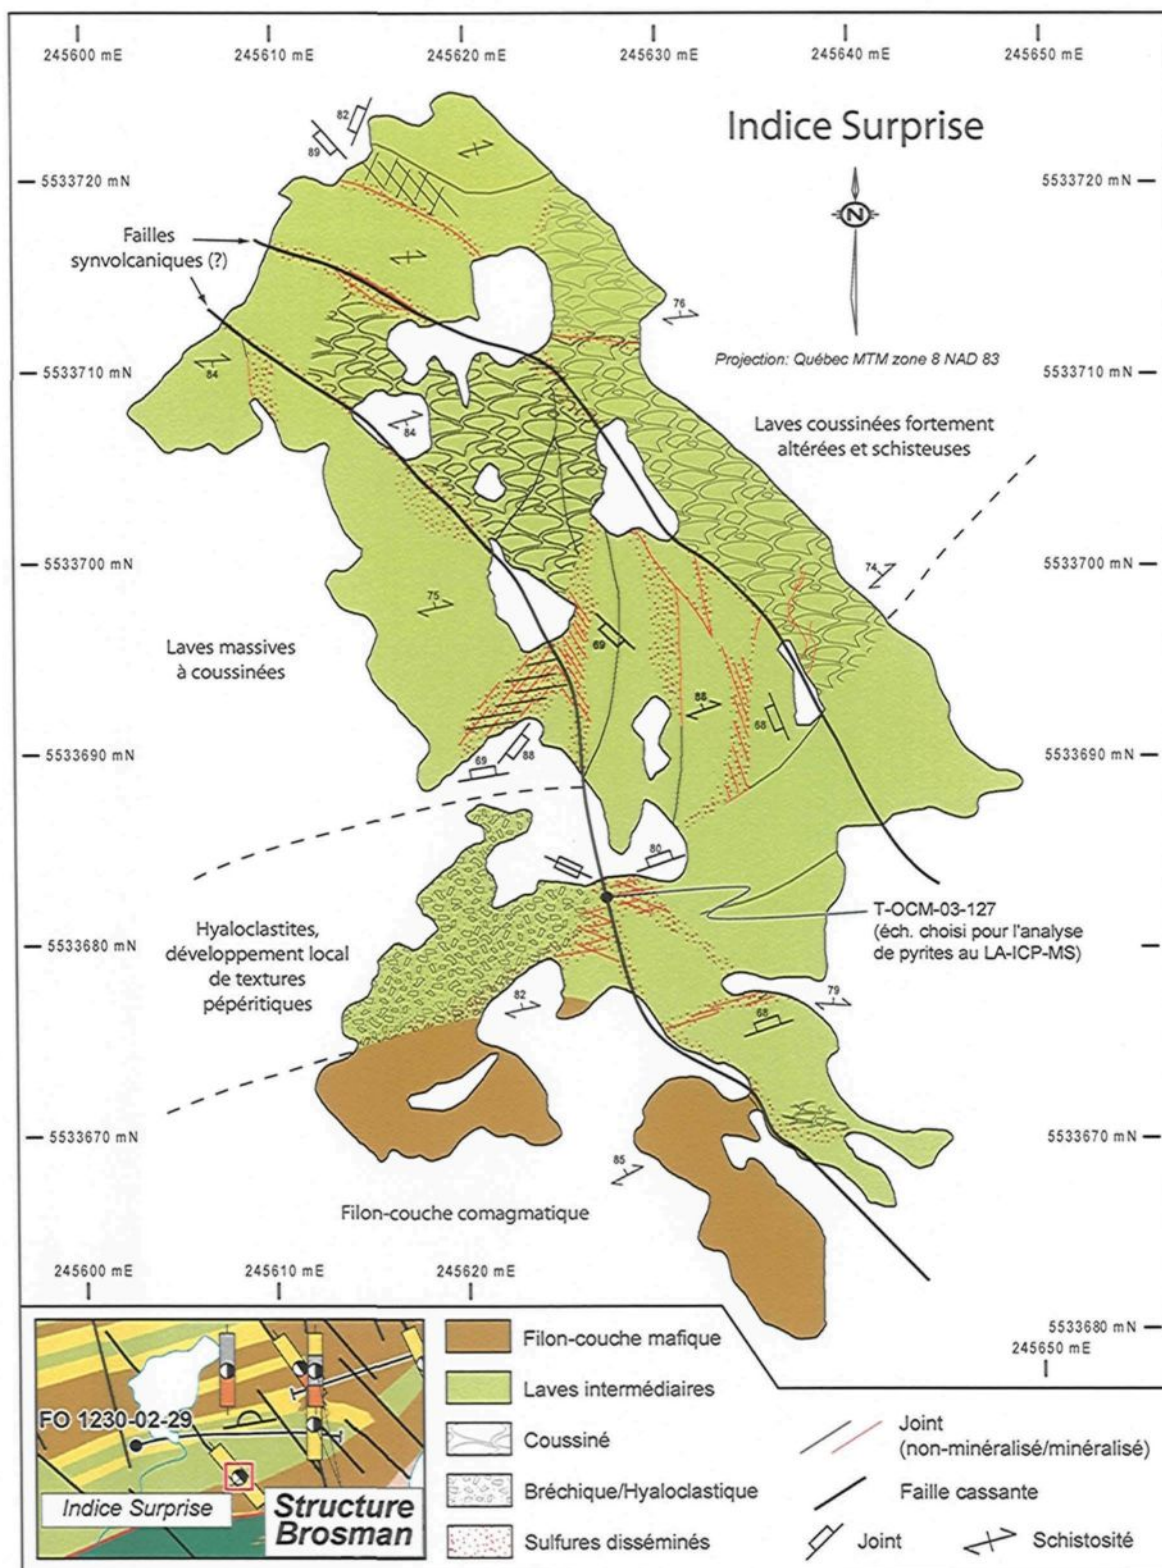 245600 mE
245610 mE
245620 mE
245630 mE
245640 mE
245650 mE
Indice Surprise
N
Projection: Québec MTM zone 8 NAD 83
5533720 mN
5533720 mN
82
89
Failles
synvolcaniques (?)
76
5533710 mN
5533710 mN
84
84
Laves coussinées fortement
altérées et schisteuses
5533700 mN
5533700 mN
74
75
69
Laves massives
à coussinées
88
68
5533690 mN
5533690 mN
69
88
80
T-OCM-03-127
(éch. choisi pour l'analyse
de pyrites au LA-ICP-MS)
Hyaloclastites,
développement local
de textures
pépéritiques
5533680 mN
82
79
68
5533670 mN
5533670 mN
85
Filon-couche comagmatique
245600 mE
245610 mE
245620 mE
5533680 mN
245650 mE
FO 1230-02-29
Indice Surprise
Structure
Brosman
Filon-couche mafique
Laves intermédiaires
Coussiné
Bréchique/Hyaloclastique
Sulfures disséminés
Joint
(non-minéralisé/minéralisé)
Faille cassante
Joint
Schistosité